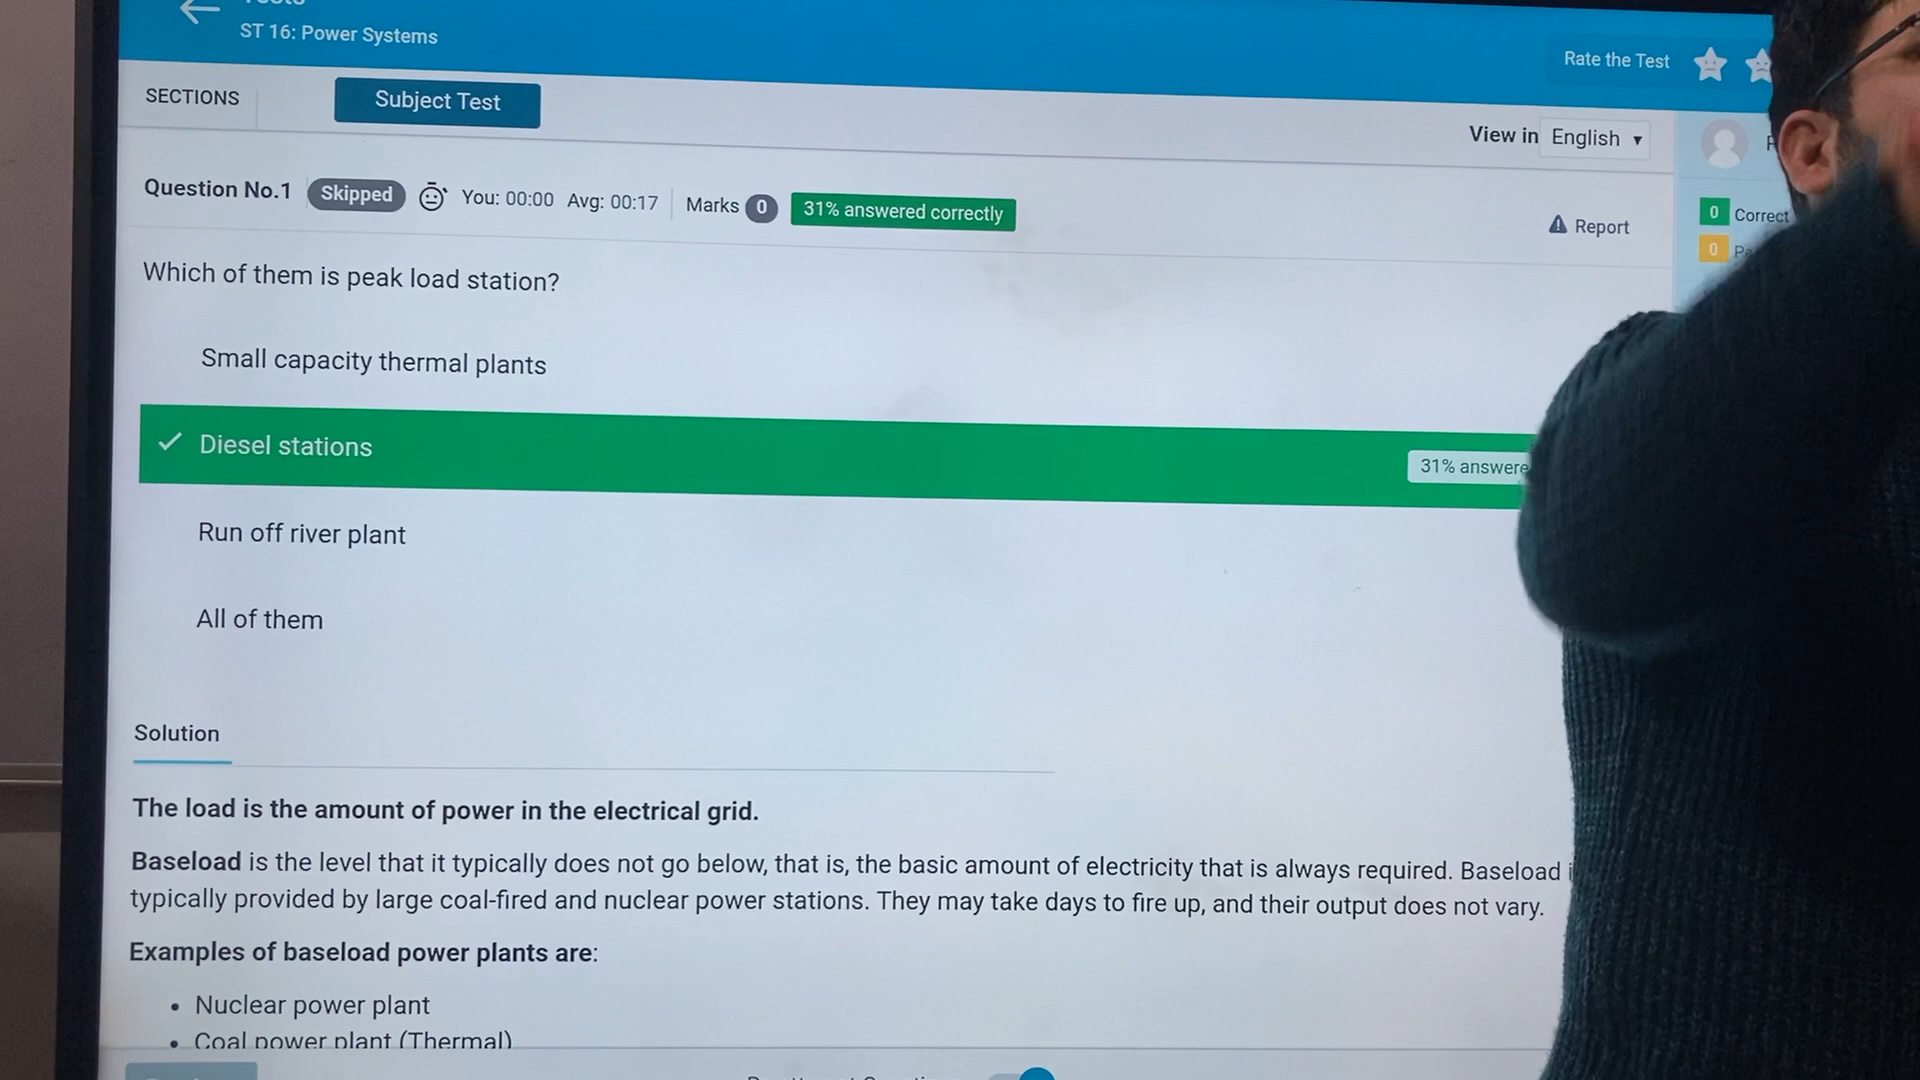 ST 16: Power Systems
Rate the Test
SECTIONS
Subject Test
View in English
Question No.1 Skipped You: 00:00 Avg: 00:17 Marks 0 31% answered correctly
Report
0 Correct
0
Which of them is peak load station?
Small capacity thermal plants
Diesel stations
31% answere
Run off river plant
All of them
Solution
The load is the amount of power in the electrical grid.
Baseload is the level that it typically does not go below, that is, the basic amount of electricity that is always required. Baseload
typically provided by large coal-fired and nuclear power stations. They may take days to fire up, and their output does not vary.
Examples of baseload power plants are:
• Nuclear power plant
• Coal power plant (Thermal)